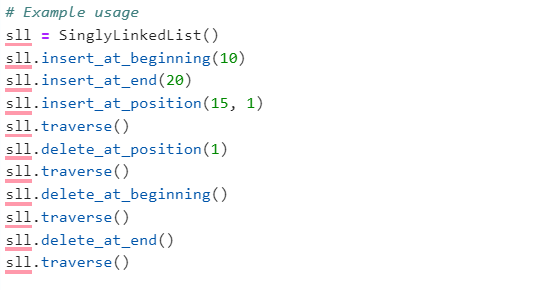 # Example usage
sll = SinglyLinkedList()
sll.insert_at_beginning(10)
sll.insert_at_end(20)
sll.insert_at_position(15, 1)
sll.traverse()
sll.delete_at_position(1)
sll.traverse()
sll.delete_at_beginning()
sll.traverse()
sll.delete_at_end()
sll.traverse()